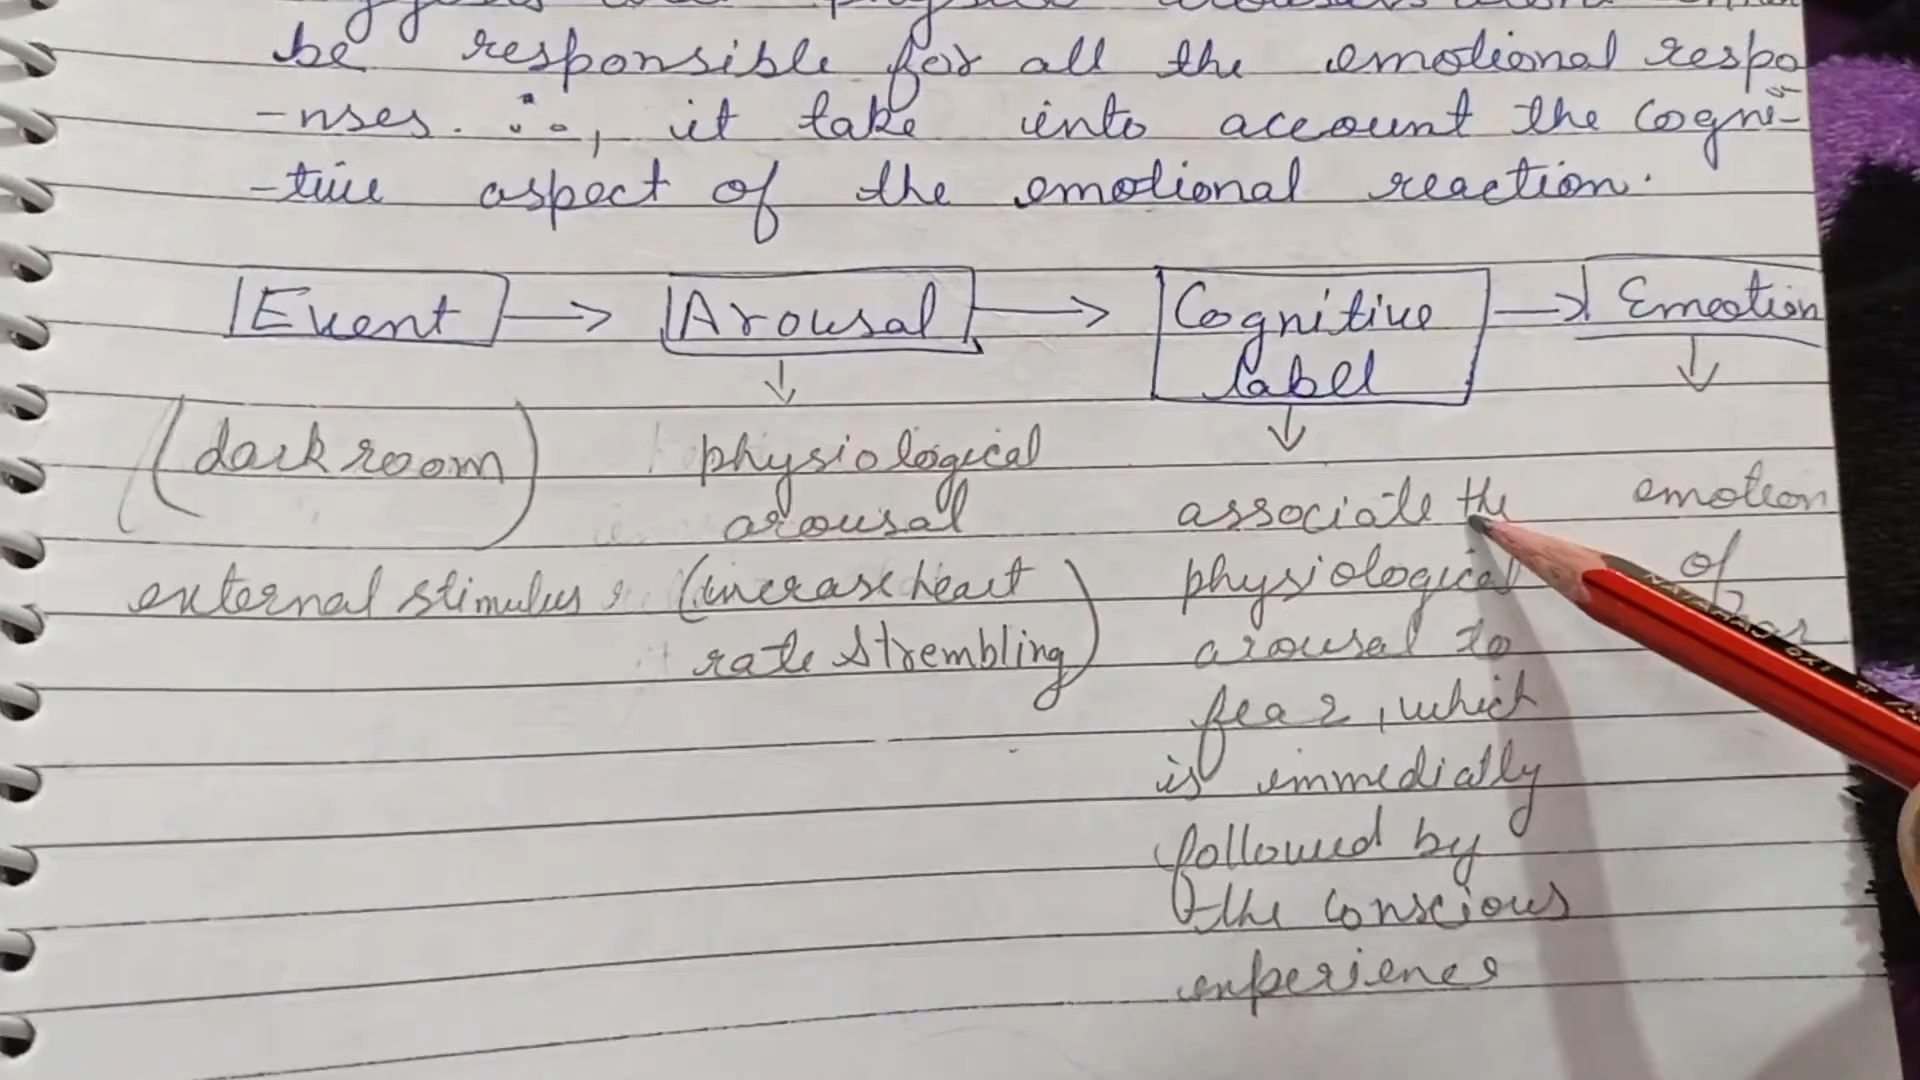 be responsible for all the emotional respo
-nses. ∴, it take into account the cogni-
-tive aspect of the emotional reaction.
Event → Arousal → Cognitive label → Emotion
(dark room)
external stimulus
physiological
arousal
(increase heart
rate & trembling)
associate the
physiological
arousal to
fear, which
is immedially
followed by
the conscious
experience
emotion
of